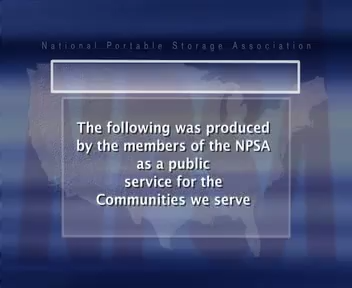 National Portable Storage Association
The following was produced
by the members of the NPSA
as a public
service for the
Communities we serve